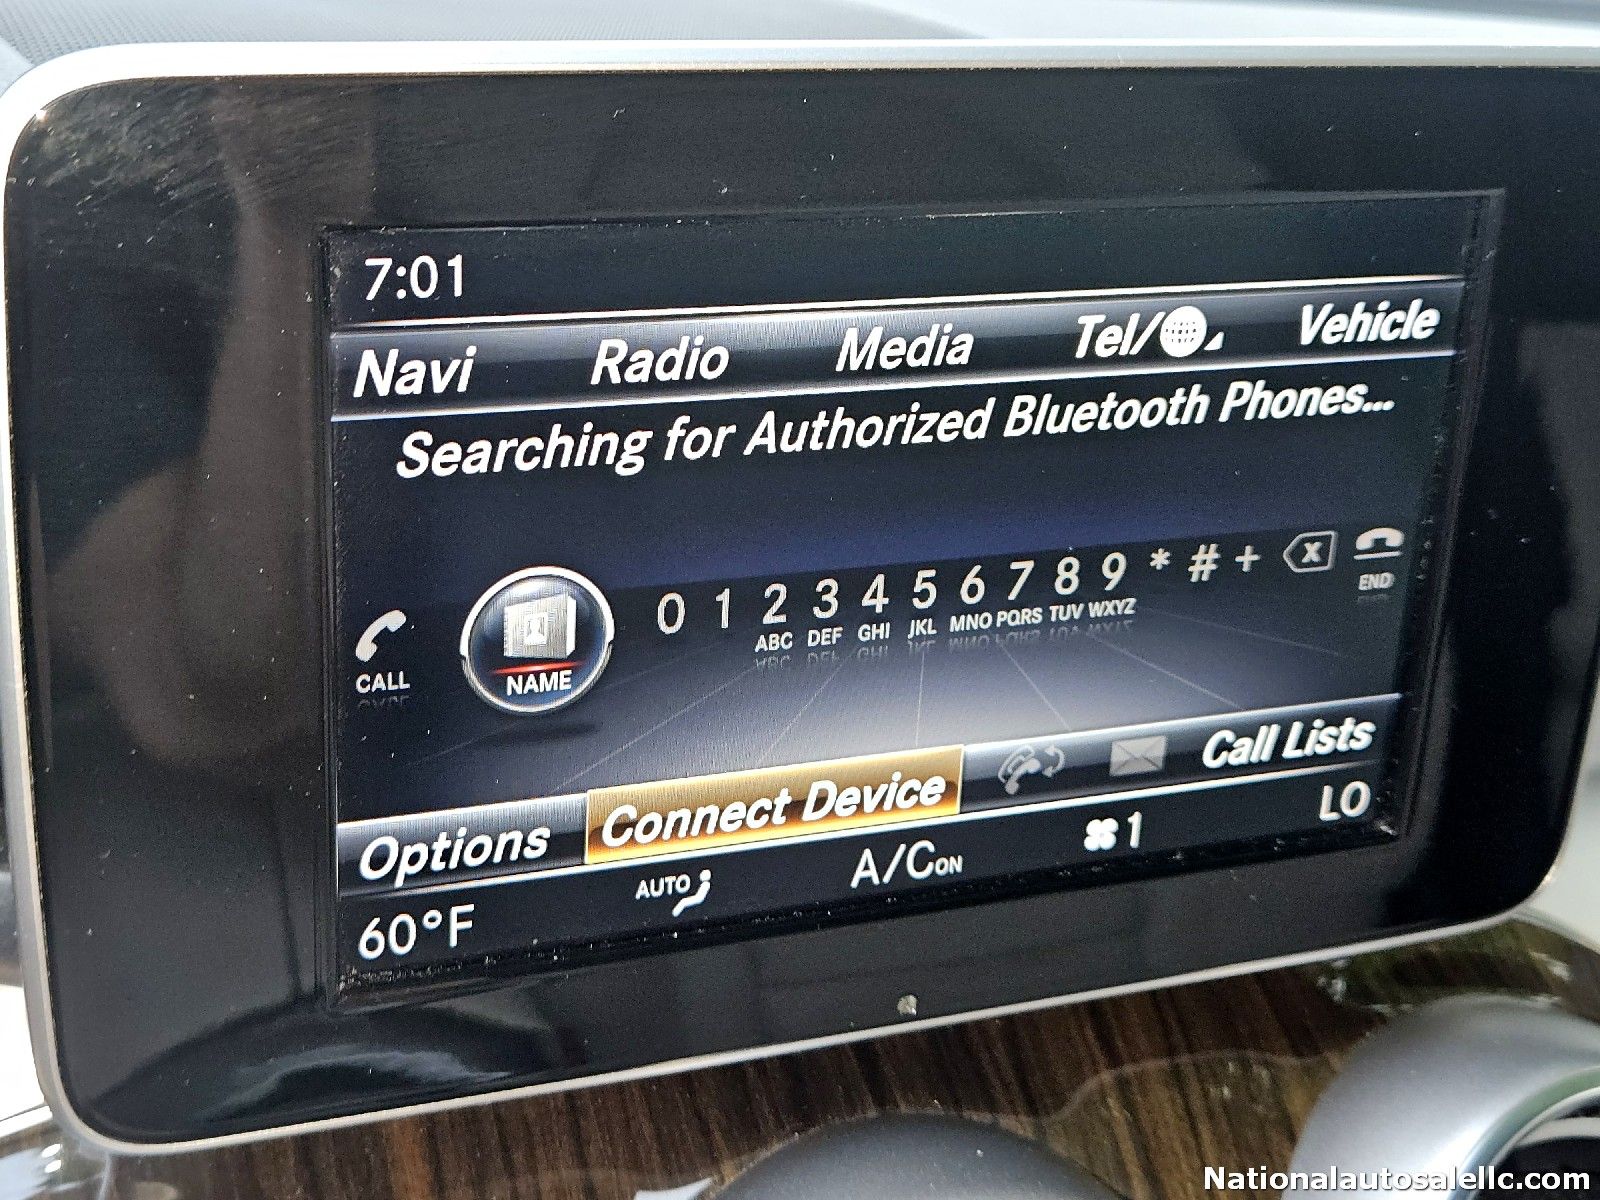 7:01
Navi Radio Media Tel/ Vehicle
Searching for Authorized Bluetooth Phones...
0 1 2 3 4 5 6 7 8 9 * # + X
ABC DEF GHI JKL MNO PQRS TUV WXYZ
END
CALL
NAME
Options Connect Device Call Lists
60°F AUTO A/C ON 1 LO
Nationalautosalellc.com